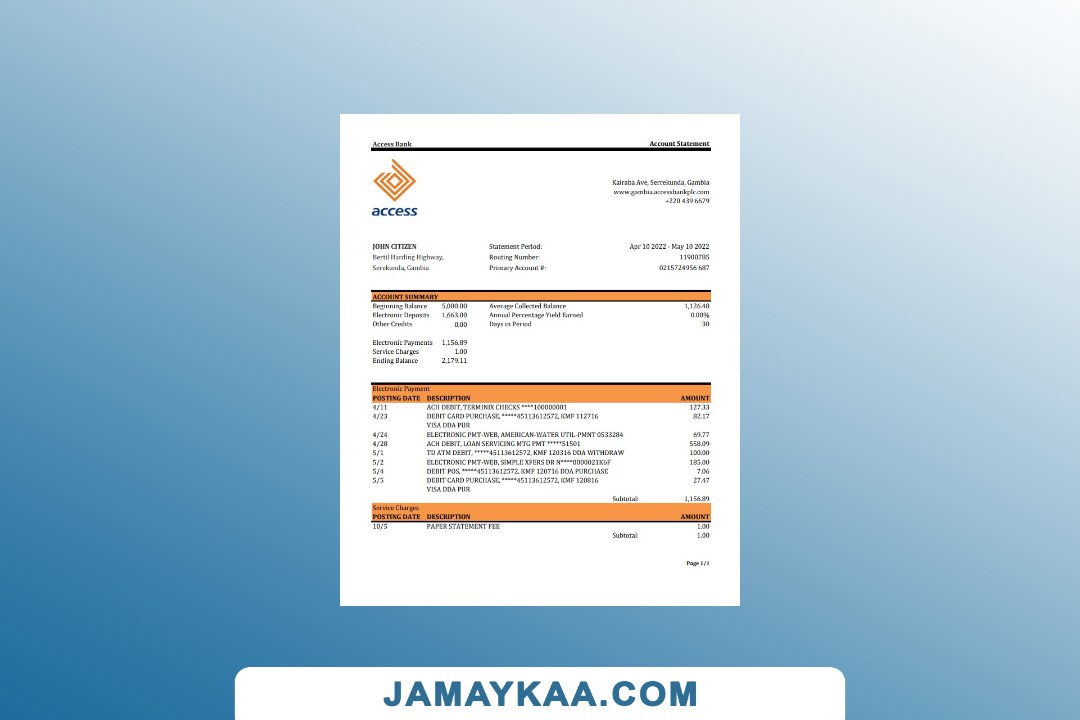 Access Bank Account Statement
access
Kairaba Ave, Serrekunda, Gambia
www.gambia.accessbankplc.com
+220 439 6679
JOHN CITIZEN Statement Period: Apr 10 2022 - May 10 2022
Bertil Harding Highway, Routing Number: 11900785
Serekunda, Gambia Primary Account #: 0215724956 687
ACCOUNT SUMMARY
Beginning Balance 5,000.00 Average Collected Balance 1,126.48
Electronic Deposits 1,663.00 Annual Percentage Yield Earned 0.00%
Other Credits 0.00 Days in Period 30
Electronic Payments 1,156.89
Service Charges 1.00
Ending Balance 2,179.11
Electronic Payment
POSTING DATE DESCRIPTION AMOUNT
4/11 ACH DEBIT, TERMINIX CHECKS ****100000001 127.33
4/23 DEBIT CARD PURCHASE, *****45113612572, KMF 112716 82.17
VISA DDA PUR
4/24 ELECTRONIC PMT-WEB, AMERICAN-WATER UTIL-PMNT 0533284 69.77
4/28 ACH DEBIT, LOAN SERVICING MTG PMT *****51501 558.09
5/1 TD ATM DEBIT, *****45113612572, KMF 120316 DDA WITHDRAW 100.00
5/2 ELECTRONIC PMT-WEB, SIMPLE XFERS DR N****0000021K6F 185.00
5/4 DEBIT POS, *****45113612572, KMF 120716 DDA PURCHASE 7.06
5/5 DEBIT CARD PURCHASE, *****45113612572, KMF 120816 27.47
VISA DDA PUR
Subtotal: 1,156.89
Service Charges
POSTING DATE DESCRIPTION AMOUNT
10/5 PAPER STATEMENT FEE 1.00
Subtotal: 1.00
Page 1/1
JAMAYKAA.COM